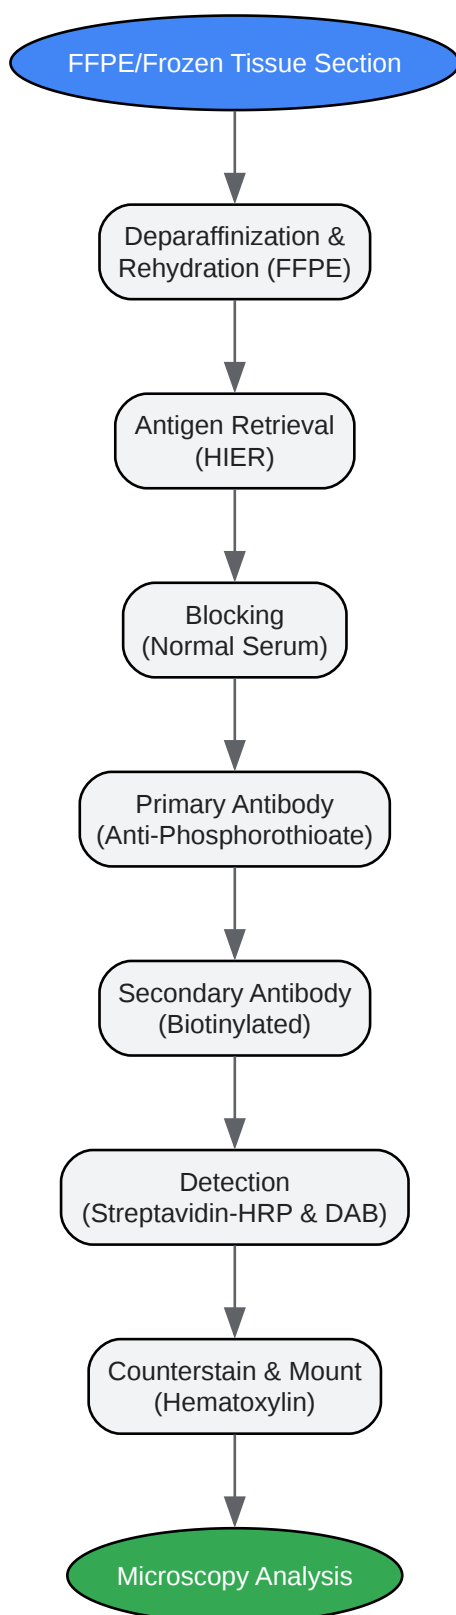 FFPE/Frozen Tissue Section
Deparaffinization &
Rehydration (FFPE)
Antigen Retrieval
(HIER)
Blocking
(Normal Serum)
Primary Antibody
(Anti-Phosphorothioate)
Secondary Antibody
(Biotinylated)
Detection
(Streptavidin-HRP & DAB)
Counterstain & Mount
(Hematoxylin)
Microscopy Analysis